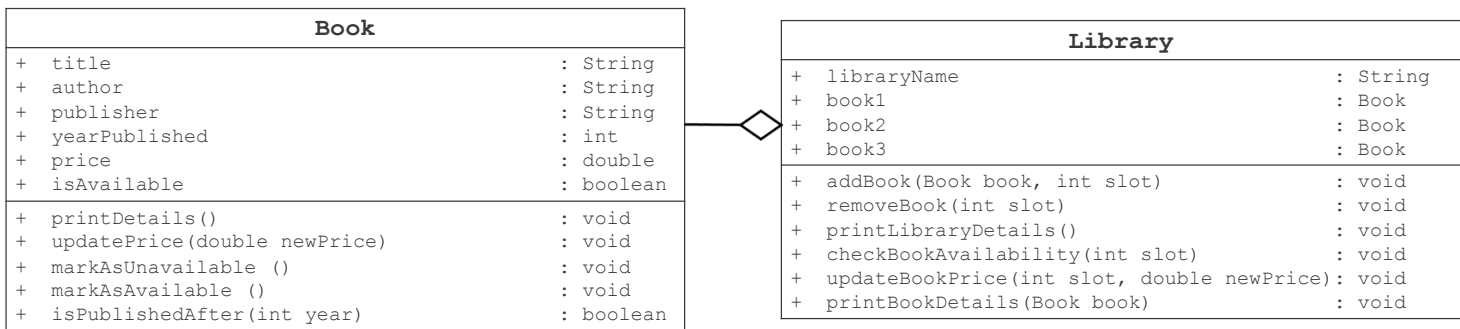 Book
+ title : String
+ author : String
+ publisher : String
+ yearPublished : int
+ price : double
+ isAvailable : boolean
+ printDetails() : void
+ updatePrice(double newPrice) : void
+ markAsUnavailable () : void
+ markAsAvailable () : void
+ isPublishedAfter(int year) : boolean
Library
+ libraryName : String
+ book1 : Book
+ book2 : Book
+ book3 : Book
+ addBook(Book book, int slot) : void
+ removeBook(int slot) : void
+ printLibraryDetails() : void
+ checkBookAvailability(int slot) : void
+ updateBookPrice(int slot, double newPrice): void
+ printBookDetails(Book book) : void